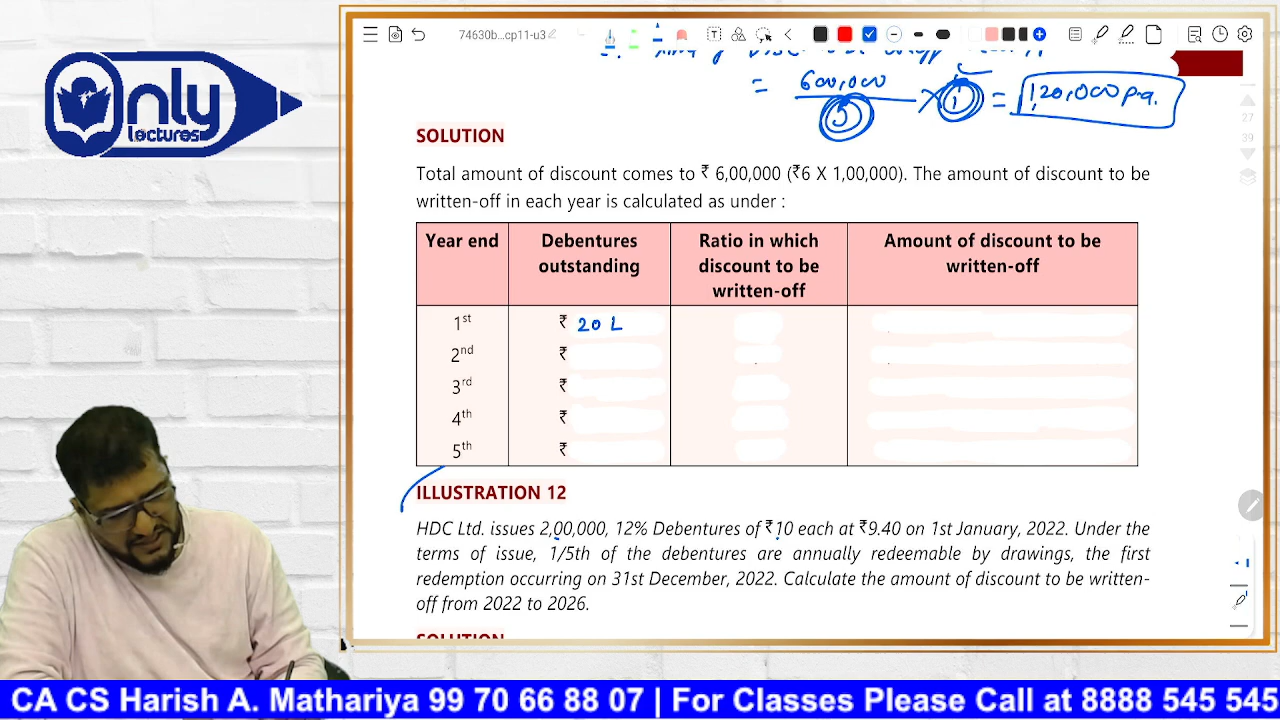 Only
Lectures
74630b...cp11-u3
= 600,000 / 5 × 1 = 120,000 p.a.
27
39
SOLUTION
Total amount of discount comes to ₹ 6,00,000 (₹6 X 1,00,000). The amount of discount to be
written-off in each year is calculated as under :
Year end Debentures outstanding Ratio in which discount to be written-off Amount of discount to be written-off
1st ₹ 20 L
2nd ₹
3rd ₹
4th ₹
5th ₹
ILLUSTRATION 12
HDC Ltd. issues 2,00,000, 12% Debentures of ₹10 each at ₹9.40 on 1st January, 2022. Under the
terms of issue, 1/5th of the debentures are annually redeemable by drawings, the first
redemption occurring on 31st December, 2022. Calculate the amount of discount to be written-
off from 2022 to 2026.
SOLUTION
CA CS Harish A. Mathariya 99 70 66 88 07 | For Classes Please Call at 8888 545 545